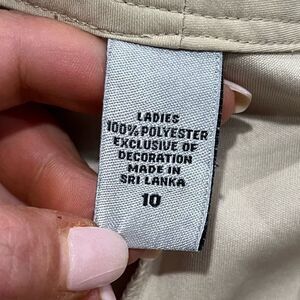 LADIES
100% POLYESTER
EXCLUSIVE OF
DECORATION
MADE IN
SRI LANKA
10